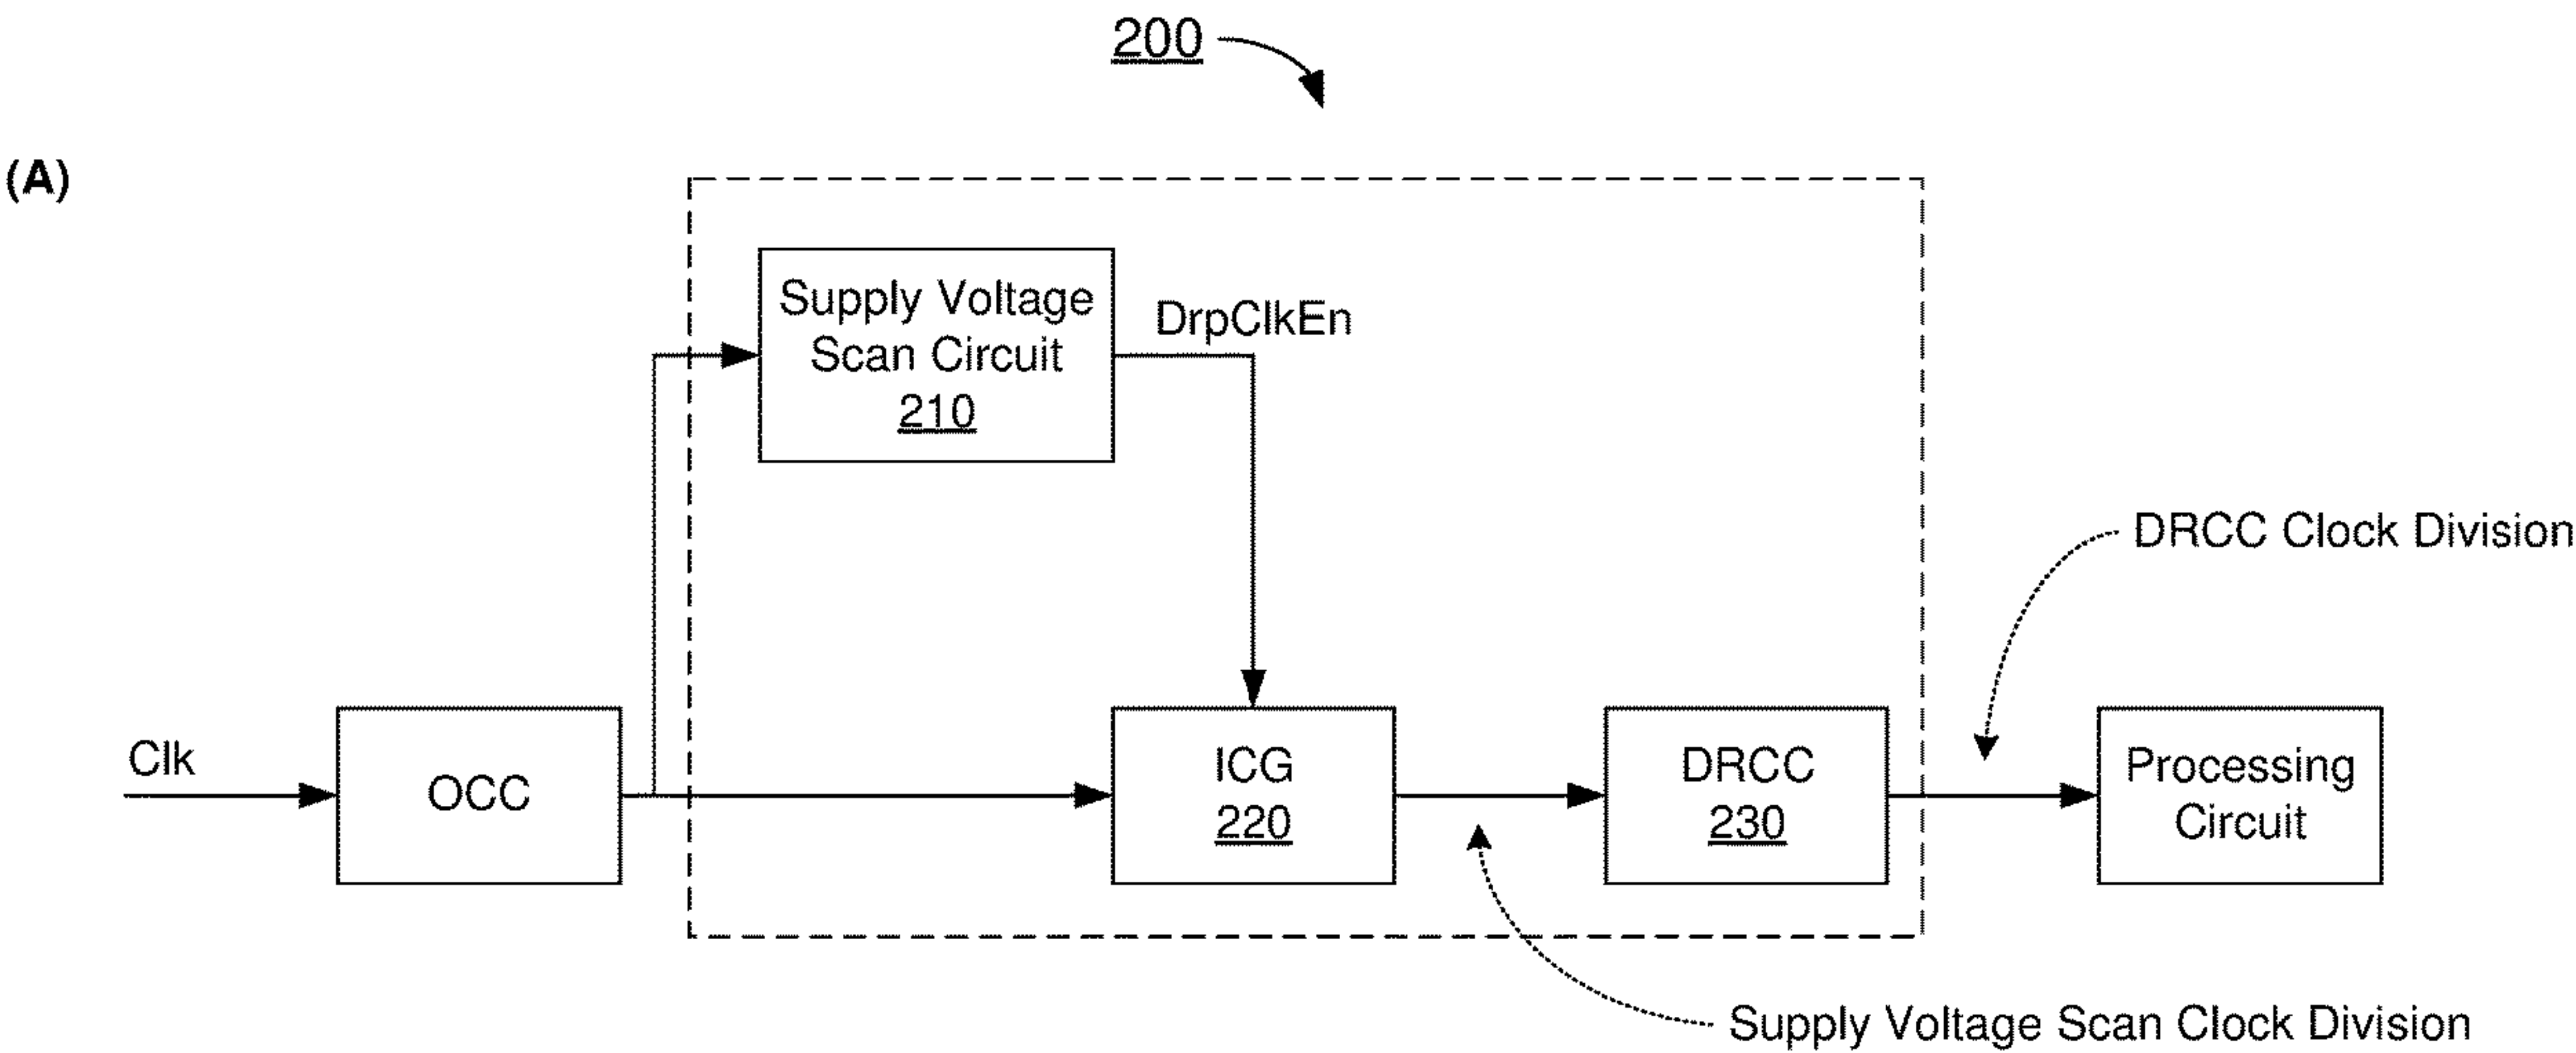 200
(A)
Supply Voltage
Scan Circuit
210
DrpClkEn
DRCC Clock Division
Clk
OCC
ICG
220
DRCC
230
Processing
Circuit
Supply Voltage Scan Clock Division